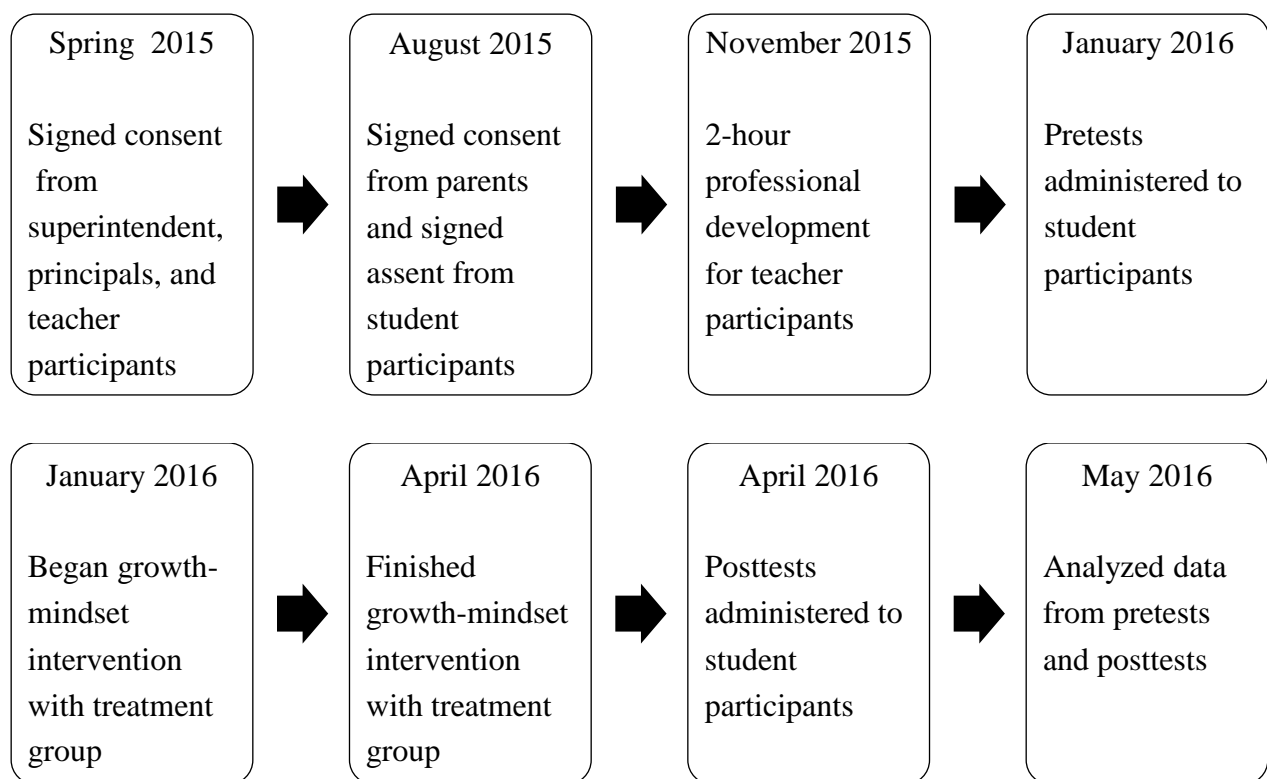 Spring 2015
Signed consent
from
superintendent,
principals, and
teacher
participants
August 2015
Signed consent
from parents
and signed
assent from
student
participants
November 2015
2-hour
professional
development
for teacher
participants
January 2016
Pretests
administered to
student
participants
January 2016
Began growth-
mindset
intervention
with treatment
group
April 2016
Finished
growth-mindset
intervention
with treatment
group
April 2016
Posttests
administered to
student
participants
May 2016
Analyzed data
from pretests
and posttests